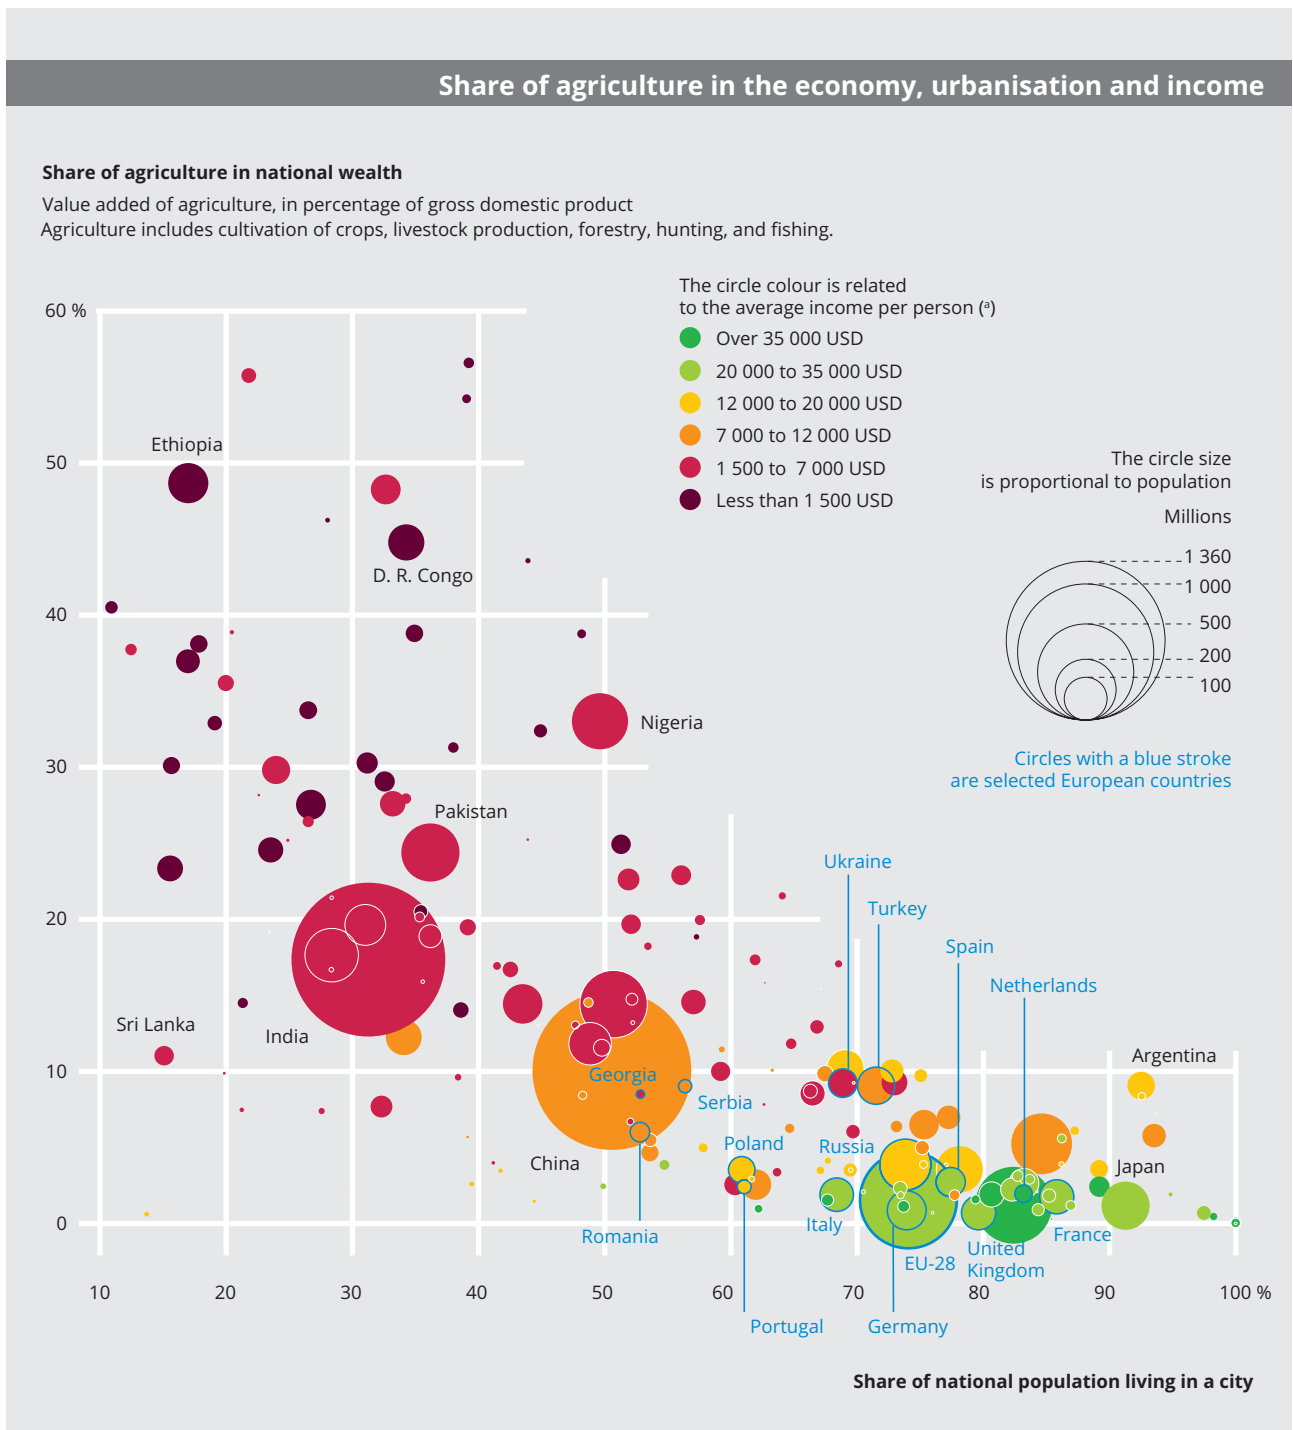 Share of agriculture in the economy, urbanisation and income
Share of agriculture in national wealth
Value added of agriculture, in percentage of gross domestic product
Agriculture includes cultivation of crops, livestock production, forestry, hunting, and fishing.
The circle colour is related
to the average income per person (ª)
Over 35 000 USD
20 000 to 35 000 USD
12 000 to 20 000 USD
7 000 to 12 000 USD
1 500 to 7 000 USD
Less than 1 500 USD
The circle size
is proportional to population
Millions
1 360
1 000
500
200
100
Circles with a blue stroke
are selected European countries
60 %
50
40
30
20
10
0
Ethiopia
D. R. Congo
Nigeria
Pakistan
Ukraine
Turkey
Spain
Netherlands
Sri Lanka
India
Argentina
Georgia
Serbia
Poland
Russia
China
Japan
Italy
Romania
France
EU-28
United
Kingdom
10
20
30
40
50
60
70
80
90
100 %
Portugal
Germany
Share of national population living in a city